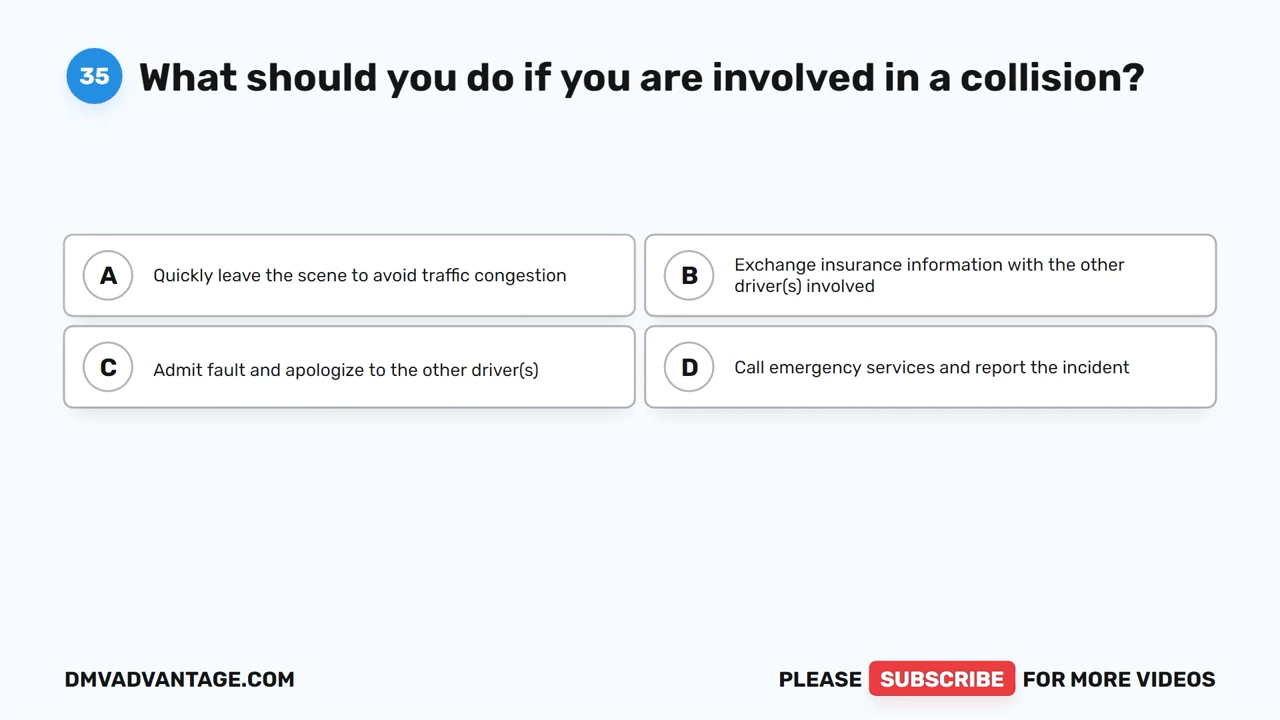 35 What should you do if you are involved in a collision?
A Quickly leave the scene to avoid traffic congestion
B Exchange insurance information with the other
driver(s) involved
C Admit fault and apologize to the other driver(s)
D Call emergency services and report the incident
DMVADVANTAGE.COM
PLEASE SUBSCRIBE FOR MORE VIDEOS